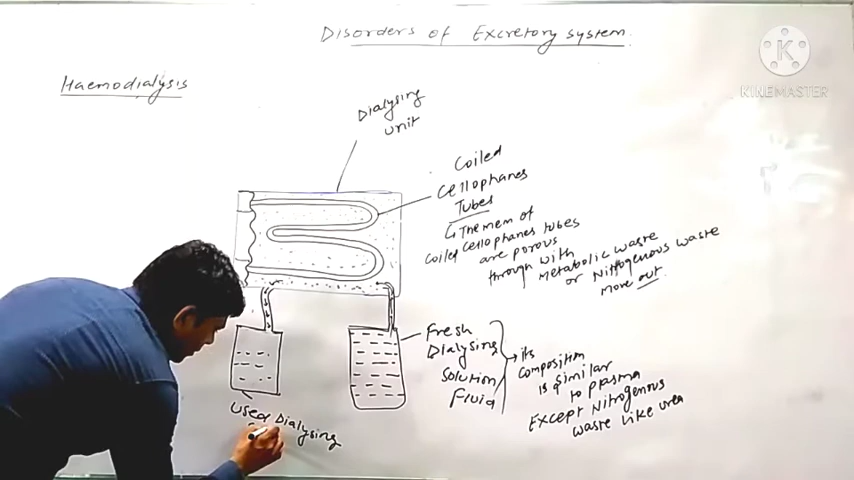 Disorders of Excretory system.
Haemodialysis
Dialysing
unit
Coiled
Cellophanes
Tubes
The mem of
Coiled Cellophanes tubes
are porous
through with
Metabolic waste
or Nitrogenous waste
move out.
Fresh
Dialysing
Solution
Fluid
its
composition
is similar
to plasma
Except Nitrogenous
waste like urea
Used Dialysing
K
KINEMASTER